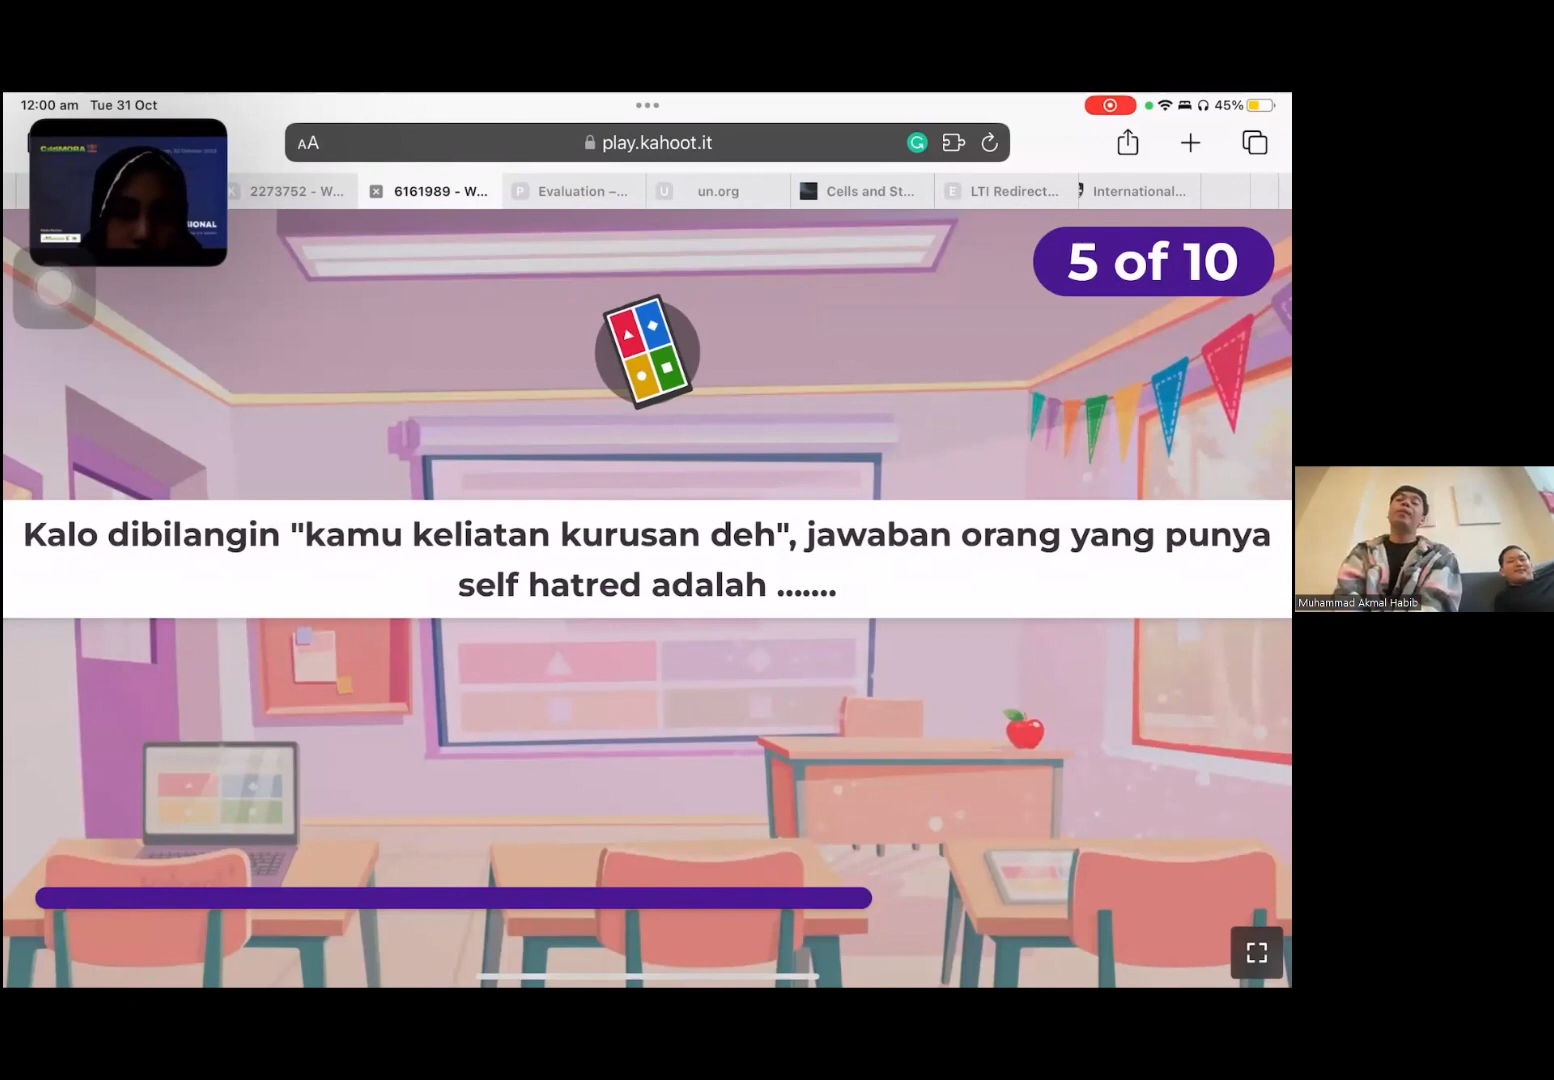 12:00 am Tue 31 Oct
45%
AA
play.kahoot.it
2273752 - W...
6161989 - W...
Evaluation –...
un.org
Cells and St...
LTI Redirect...
International...
5 of 10
Kalo dibilangin "kamu keliatan kurusan deh", jawaban orang yang punya
self hatred adalah .......
Muhammad Akmal Habib